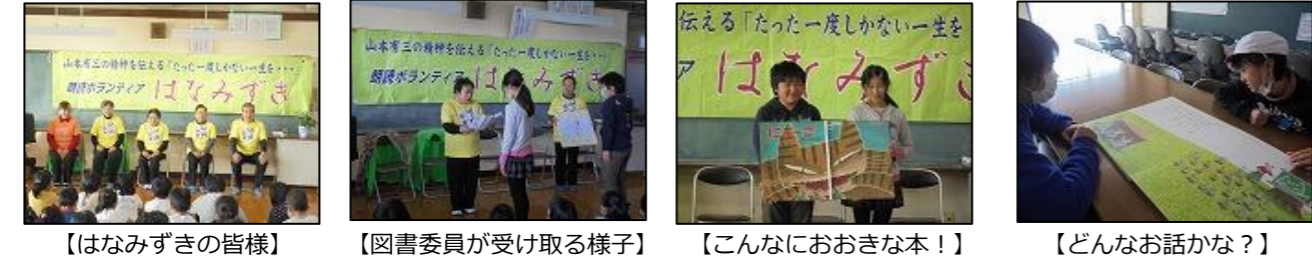 山本有三の精神を伝える「たった一度しかない一生を・・・
朗読ボランティア はなみずき
山本有三の精神を伝える「たった一度しかない一生を・・・
朗読ボランティア はなみずき
伝える「たった一度しかない一生を
ア はなみずき
【はなみずきの皆様】
【図書委員が受け取る様子】
【こんなにおおきな本！】
【どんなお話かな？】